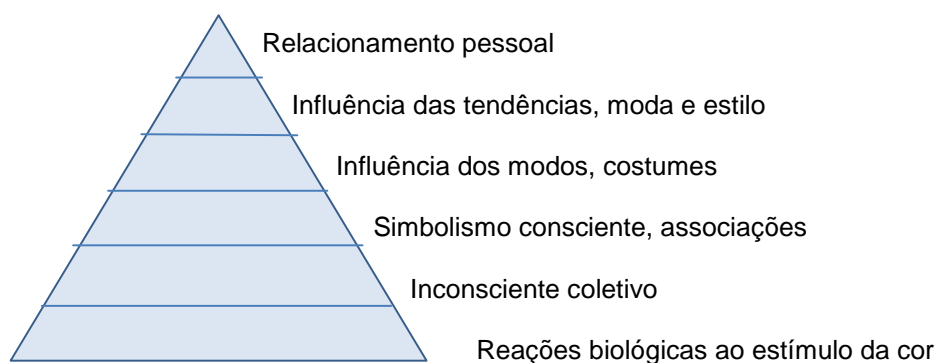 Relacionamento pessoal
Influência das tendências, moda e estilo
Influência dos modos, costumes
Simbolismo consciente, associações
Inconsciente coletivo
Reações biológicas ao estímulo da cor